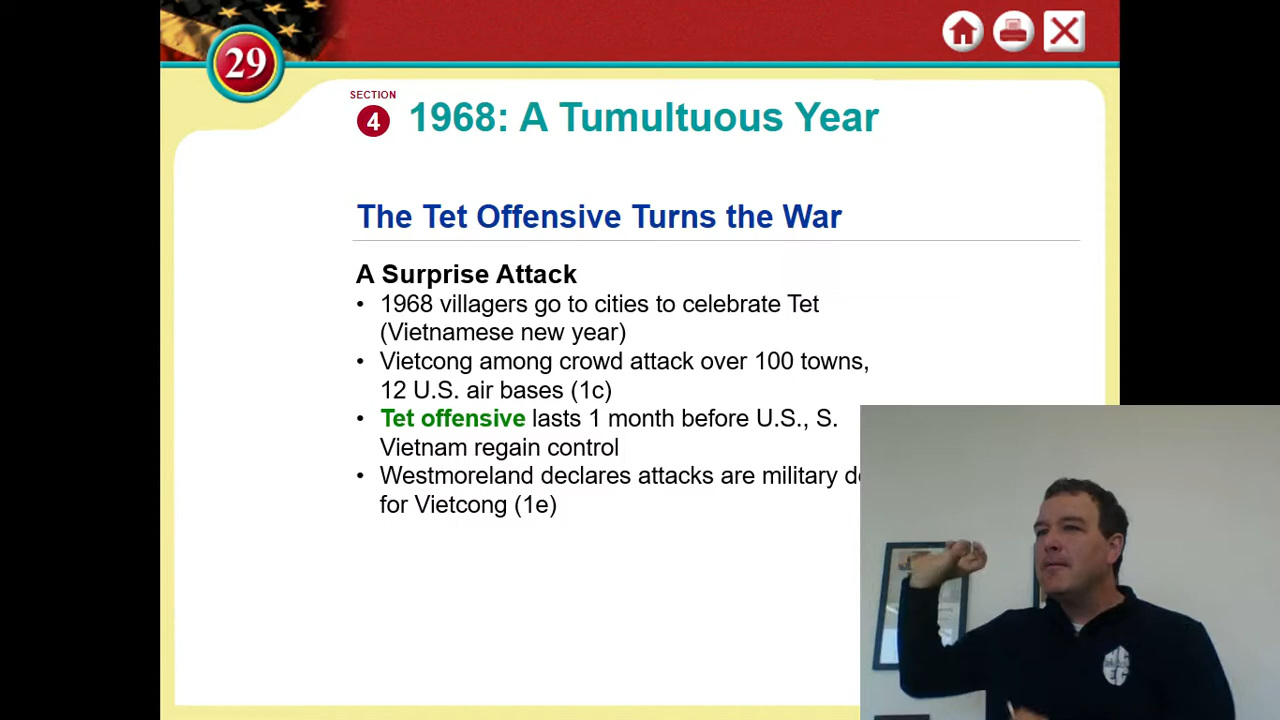 29
SECTION
4
1968: A Tumultuous Year
The Tet Offensive Turns the War
A Surprise Attack
• 1968 villagers go to cities to celebrate Tet
(Vietnamese new year)
• Vietcong among crowd attack over 100 towns,
12 U.S. air bases (1c)
• Tet offensive lasts 1 month before U.S., S.
Vietnam regain control
• Westmoreland declares attacks are military
for Vietcong (1e)